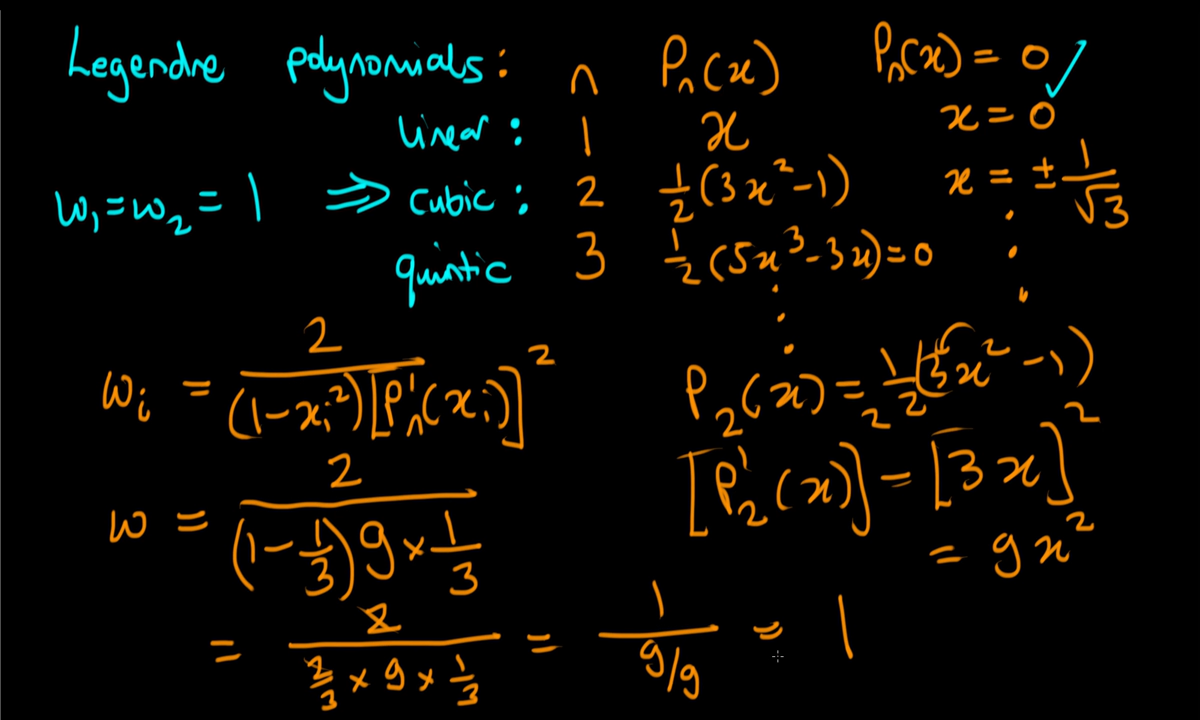 Legendre polynomials: n Pₙ(x) Pₙ(x) = 0 ✓
linear: 1 x x = 0
w₁=w₂ = 1 ⇒ cubic: 2 1/2(3x²-1) x = ± 1/√3
quintic 3 1/2(5x³-3x)=0
wᵢ = 2/((1-xᵢ²)[P'ₙ(xᵢ)]²)
P₂(x) = 1/2(3x²-1)
2 2
w = 2/((1-1/3)9×1/3)
[P'₂(x)] = [3x]²
= 9x²
= 2/(2/3 × 9 × 1/3) = 1/(9/9) = 1